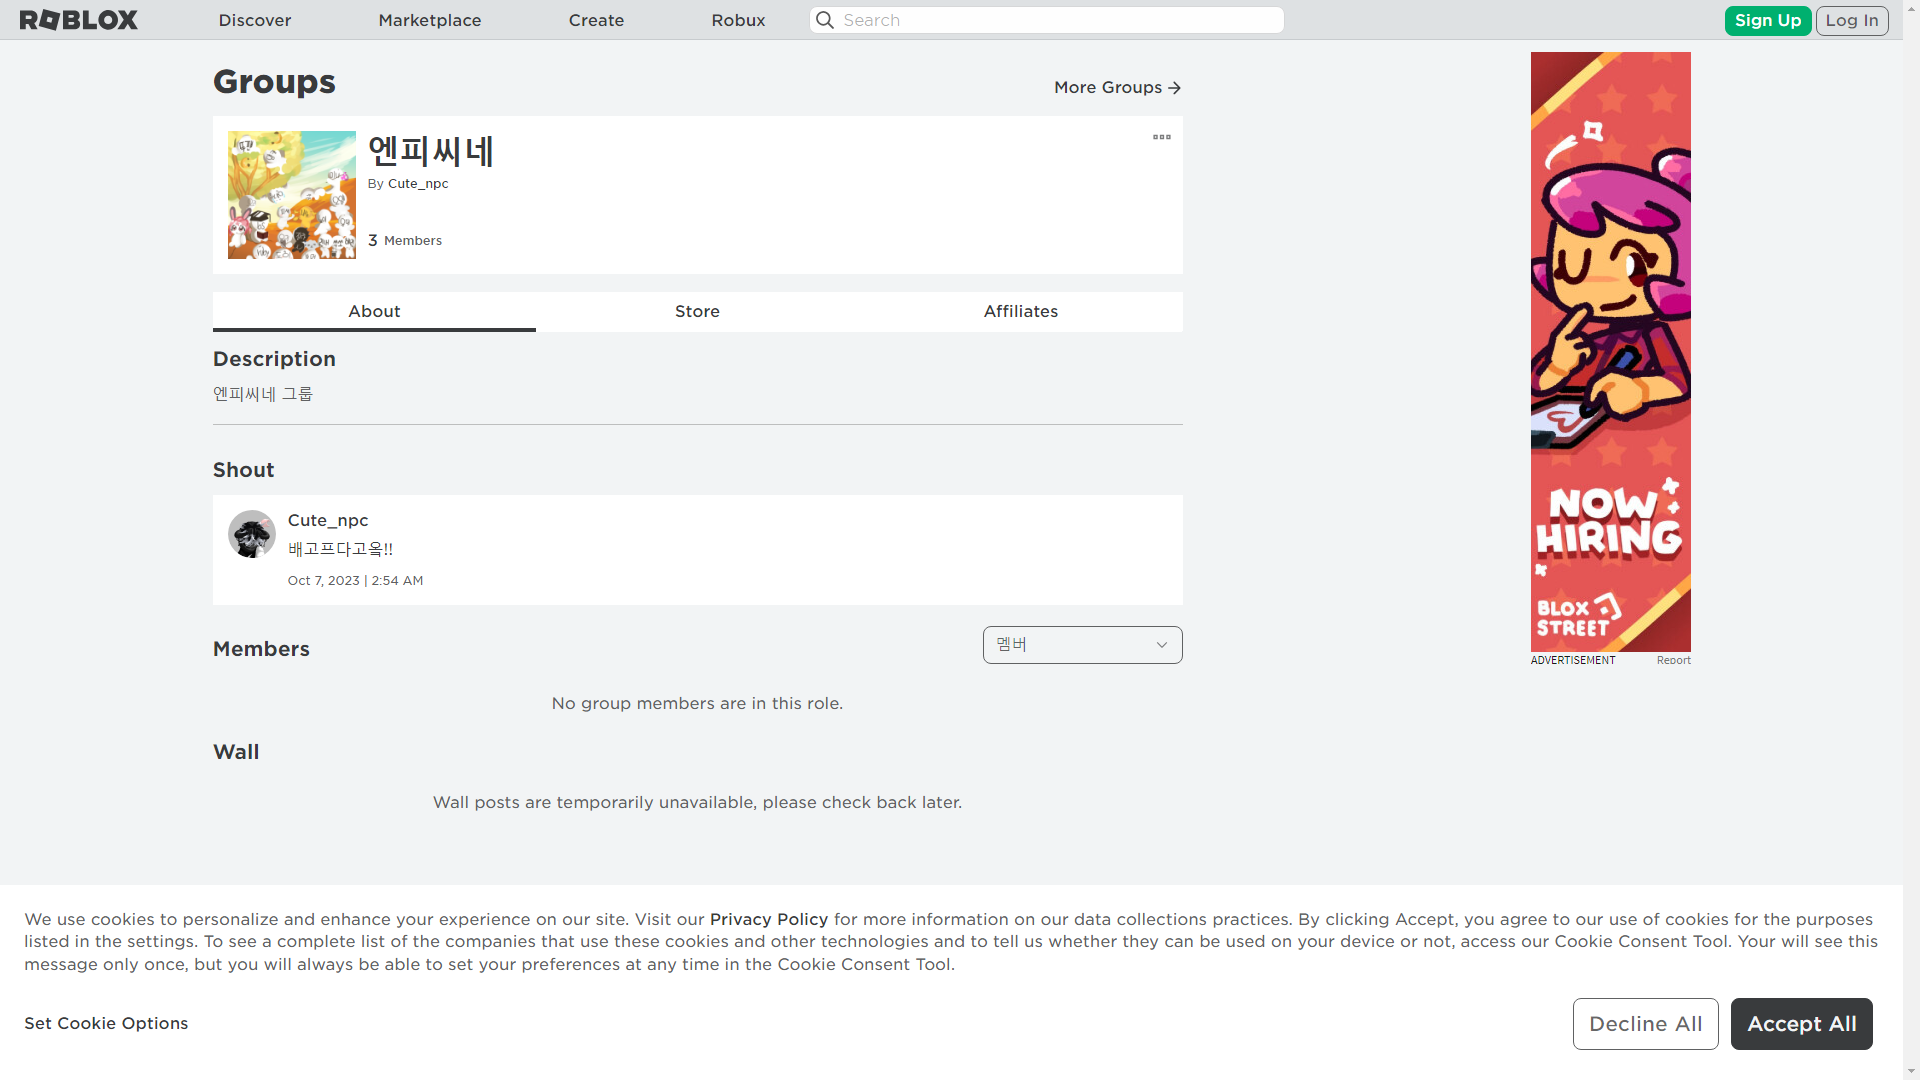 ROBLOX
Discover
Marketplace
Create
Robux
Search
Sign Up
Log In
Groups
More Groups
엔피씨네
By Cute_npc
3 Members
About
Store
Affiliates
Description
엔피씨네 그룹
Shout
Cute_npc
배고프다고옥!!
Oct 7, 2023 | 2:54 AM
Members
멤버
No group members are in this role.
Wall
Wall posts are temporarily unavailable, please check back later.
NOW
HIRING
BLOX
STREET
ADVERTISEMENT
Report
We use cookies to personalize and enhance your experience on our site. Visit our Privacy Policy for more information on our data collections practices. By clicking Accept, you agree to our use of cookies for the purposes
listed in the settings. To see a complete list of the companies that use these cookies and other technologies and to tell us whether they can be used on your device or not, access our Cookie Consent Tool. Your will see this
message only once, but you will always be able to set your preferences at any time in the Cookie Consent Tool.
Set Cookie Options
Decline All
Accept All